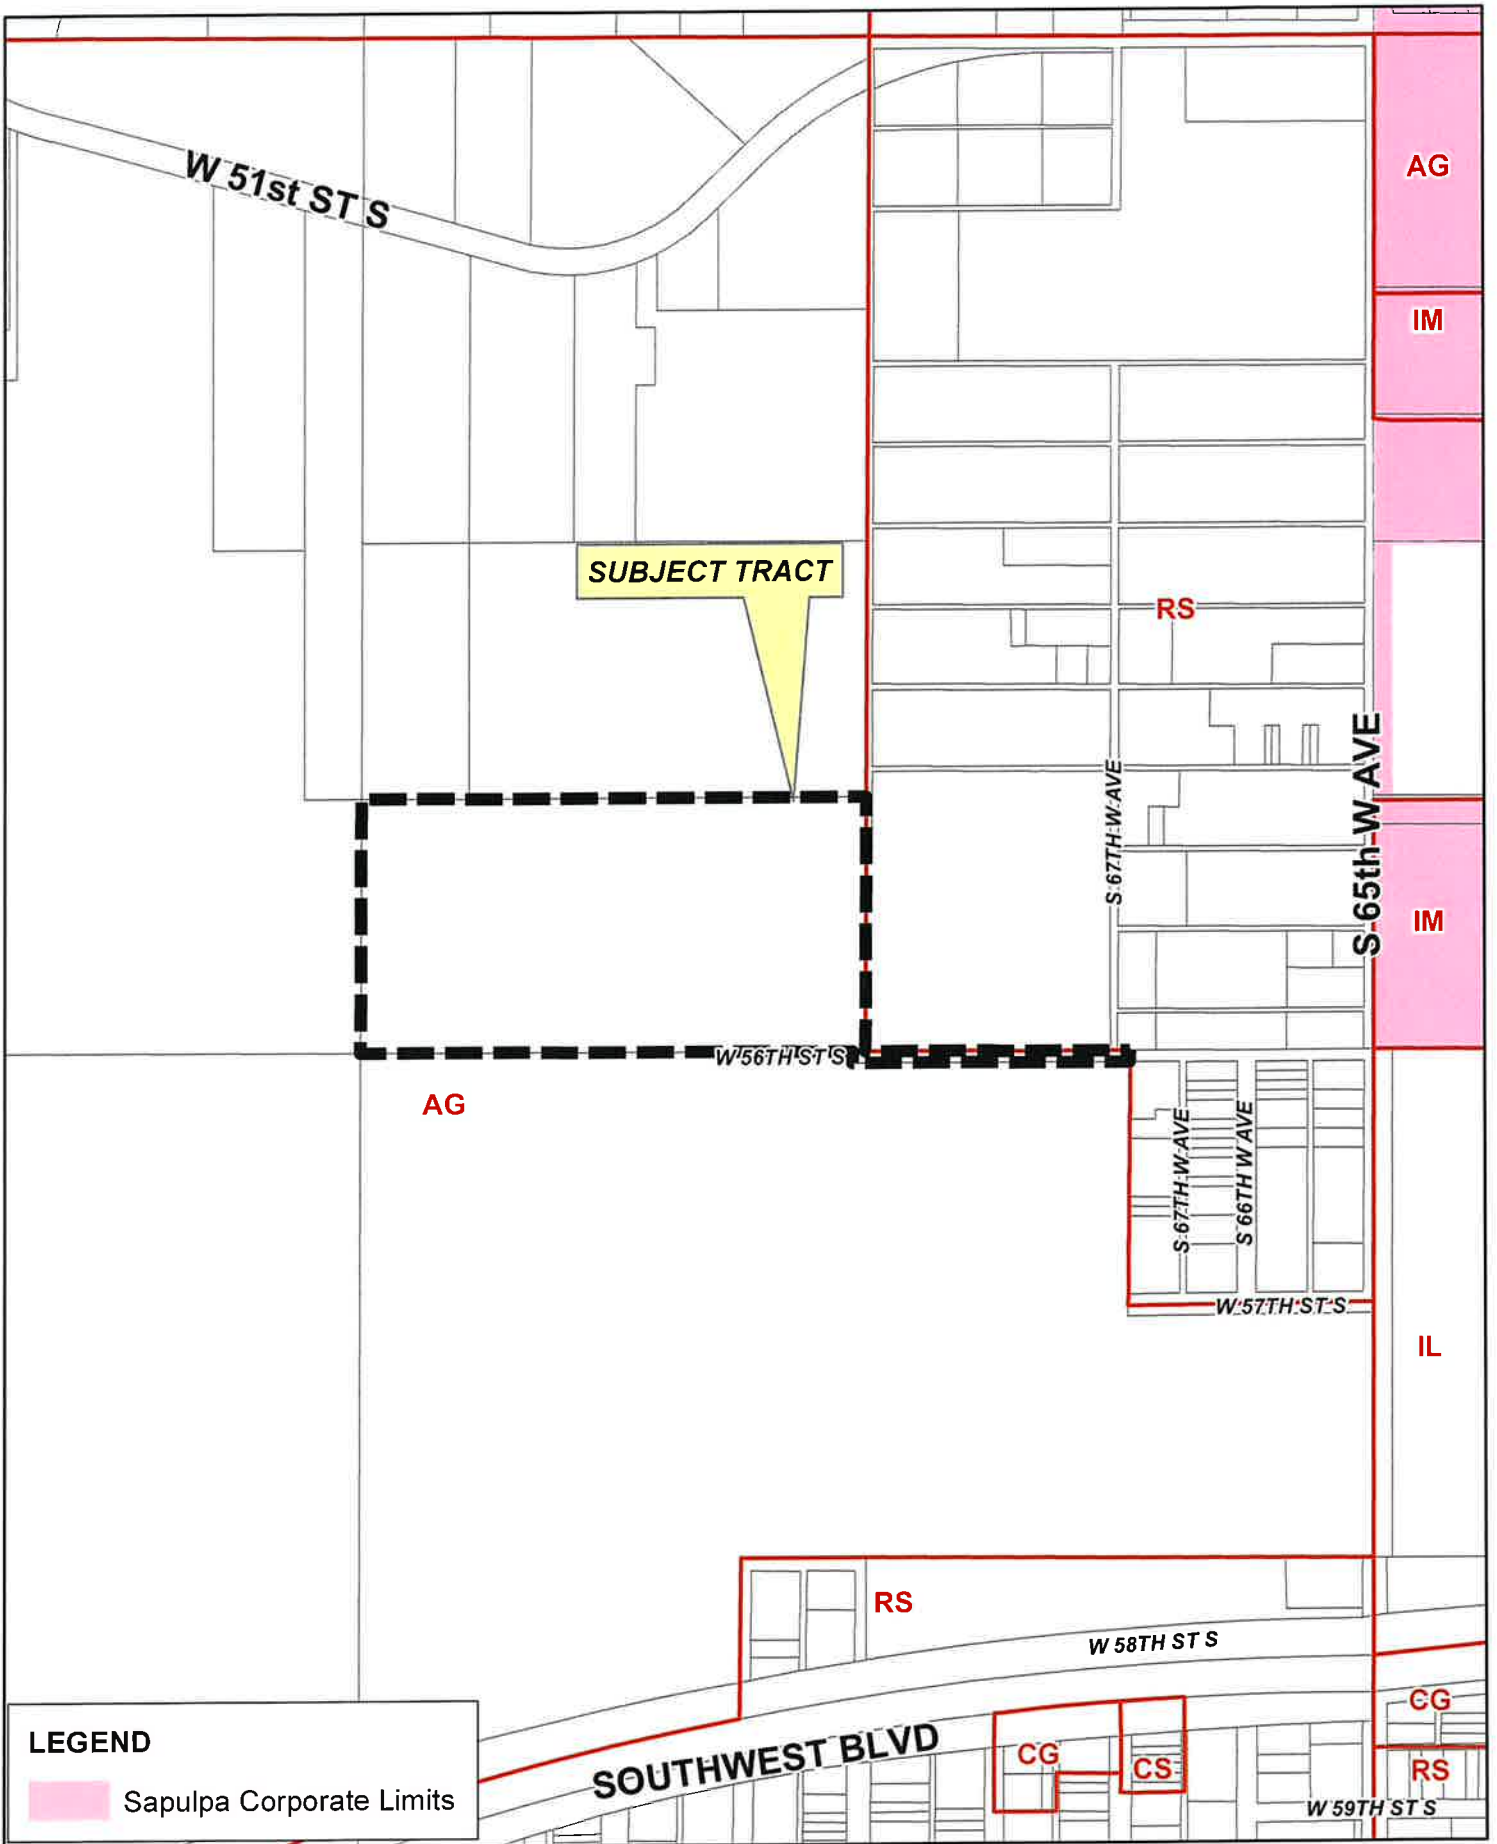 W 51st ST S
AG
IM
SUBJECT TRACT
RS
S 67TH W AVE
S 65th W AVE
IM
W 56TH ST S
AG
S 67TH W AVE
S 66TH W AVE
W 57TH ST S
IL
RS
W 58TH ST S
SOUTHWEST BLVD
CG
CS
CG
RS
W 59TH ST S
LEGEND
Sapulpa Corporate Limits